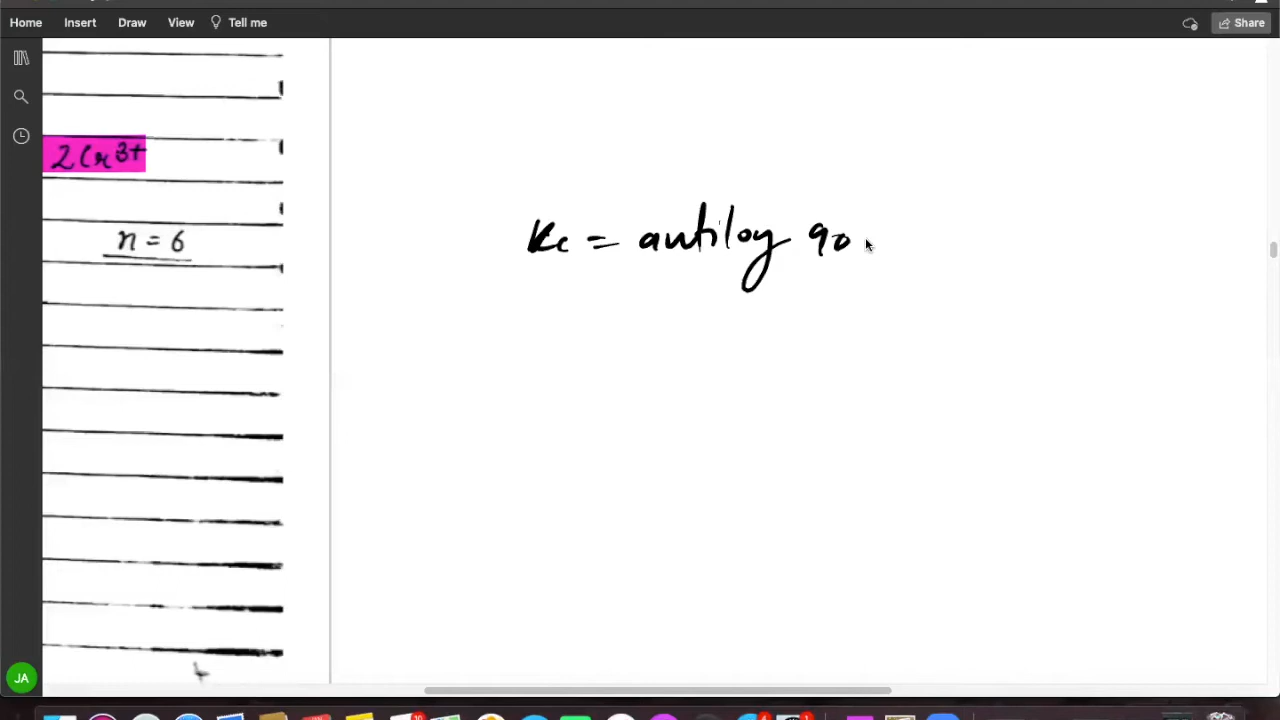 Home Insert Draw View Tell me Share
2Cr3+
n = 6
Kc = antilog 90
JA